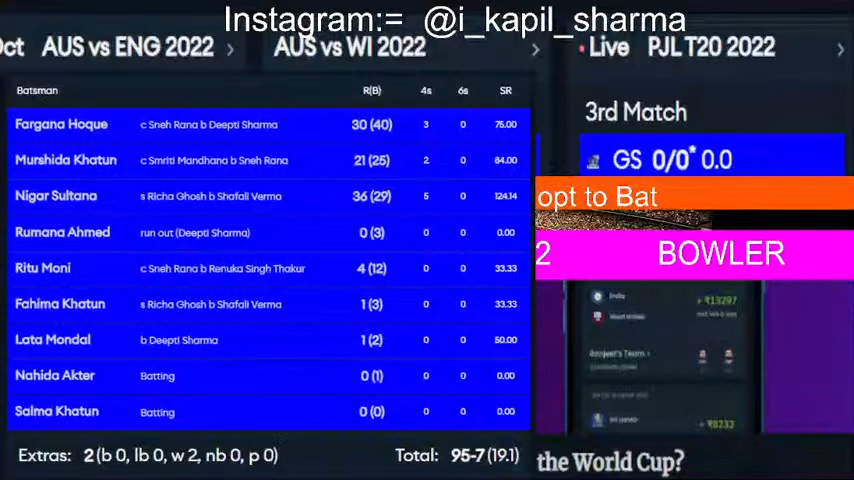 Instagram:= @i_kapil_sharma
Oct AUS vs ENG 2022 › AUS vs WI 2022 › Live PJL T20 2022 ›
Batsman R(B) 4s 6s SR
Fargana Hoque c Sneh Rana b Deepti Sharma 30 (40) 3 0 75.00
Murshida Khatun c Smriti Mandhana b Sneh Rana 21 (25) 2 0 84.00
Nigar Sultana s Richa Ghosh b Shafali Verma 36 (29) 5 0 124.14
Rumana Ahmed run out (Deepti Sharma) 0 (3) 0 0 0.00
Ritu Moni c Sneh Rana b Renuka Singh Thakur 4 (12) 0 0 33.33
Fahima Khatun s Richa Ghosh b Shafali Verma 1 (3) 0 0 33.33
Lata Mondal b Deepti Sharma 1 (2) 0 0 50.00
Nahida Akter Batting 0 (1) 0 0 0.00
Salma Khatun Batting 0 (0) 0 0 0.00
Extras: 2 (b 0, lb 0, w 2, nb 0, p 0) Total: 95-7 (19.1)
3rd Match
GS 0/0* 0.0
opt to Bat
2 BOWLER
India + ₹13297
Ranjeet's Team ›
+ ₹8233
the World Cup?